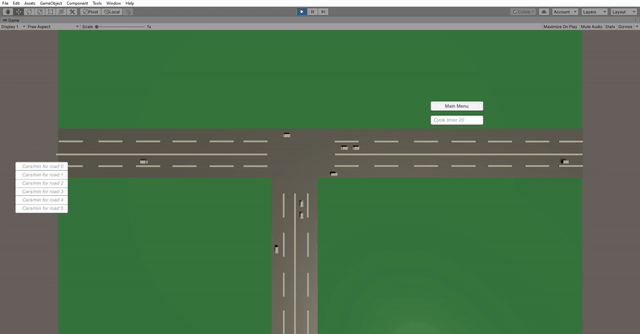 File Edit Assets GameObject Component Tools Window Help
Pivot Local Account Layers Layout
Game
Display 1 Free Aspect Scale 1x Maximize On Play Mute Audio Stats Gizmos
Main Menu
Cycle time: 20
Cars/min for road 0
Cars/min for road 1
Cars/min for road 2
Cars/min for road 3
Cars/min for road 4
Cars/min for road 5